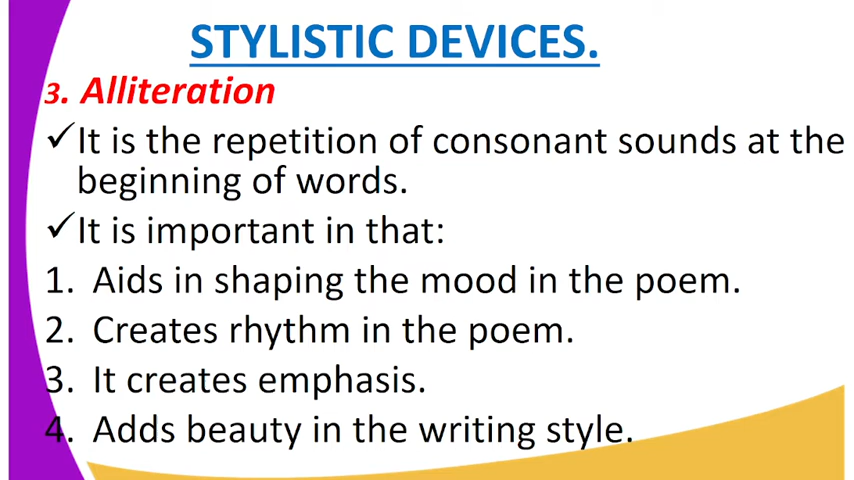 STYLISTIC DEVICES.
3. Alliteration
✓It is the repetition of consonant sounds at the
beginning of words.
✓It is important in that:
1. Aids in shaping the mood in the poem.
2. Creates rhythm in the poem.
3. It creates emphasis.
4. Adds beauty in the writing style.